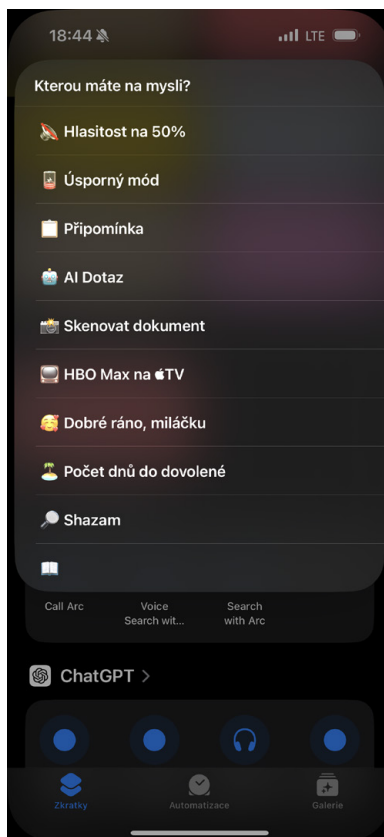 18:44
LTE
Kterou máte na mysli?
Hlasitost na 50%
Úsporný mód
Připomínka
AI Dotaz
Skenovat dokument
HBO Max na TV
Dobré ráno, miláčku
Počet dnů do dovolené
Shazam
Call Arc
Voice Search wit...
Search with Arc
ChatGPT >
Zkratky
Automatizace
Galerie